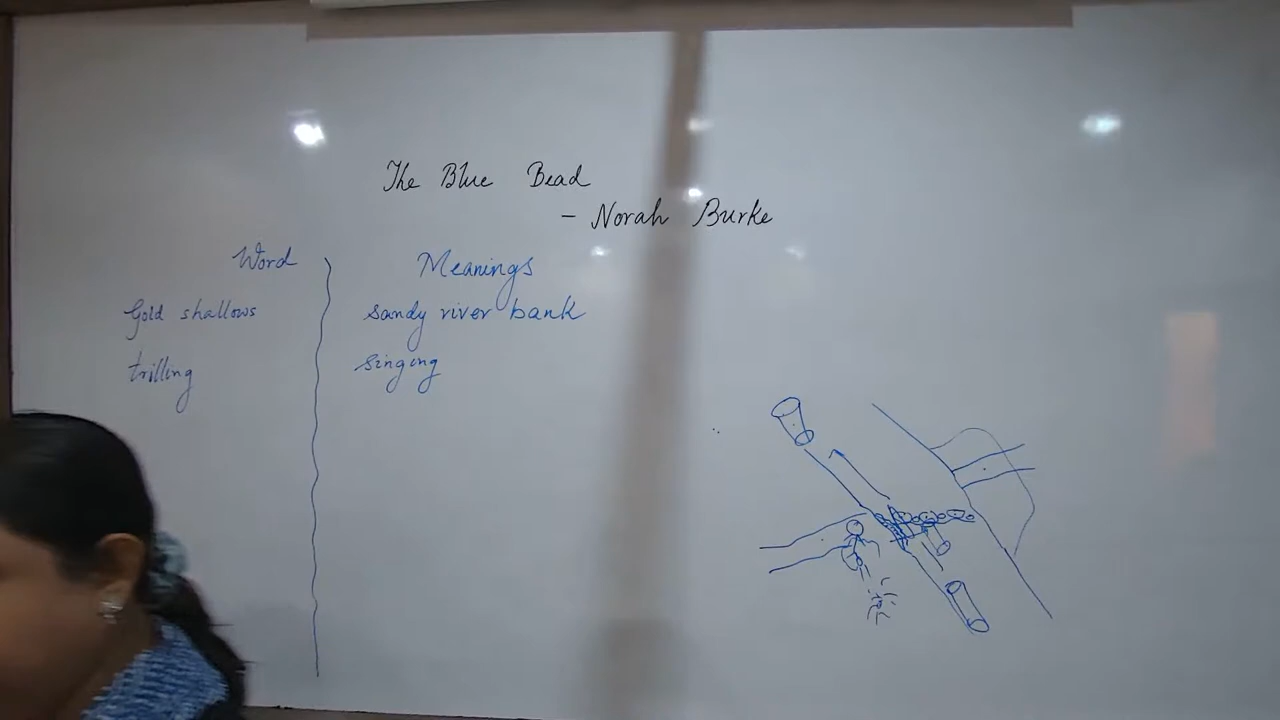 The Blue Bead
- Norah Burke
Word Meanings
Gold shallows sandy river bank
trilling singing